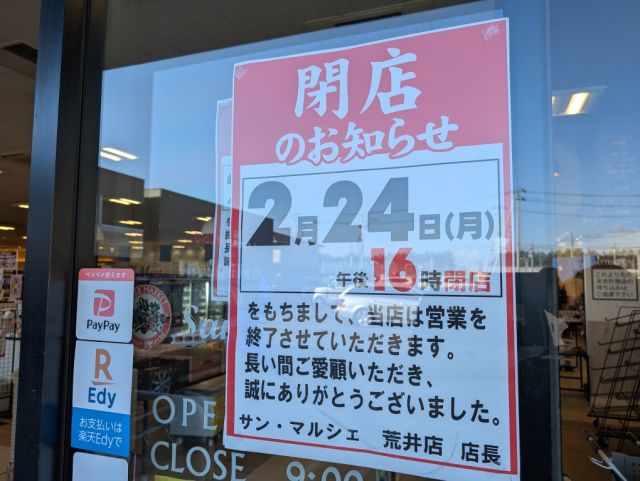 閉店
のお知らせ
2月24日(月)
午後16時閉店
をもちまして、当店は営業を
終了させていただきます。
長い間ご愛顧いただき、
誠にありがとうございました。
サン・マルシェ 荒井店 店長
ペイペイ使えます
PayPay
R
Edy
お支払いは
楽天Edyで
OPE
CLOSE 9:00